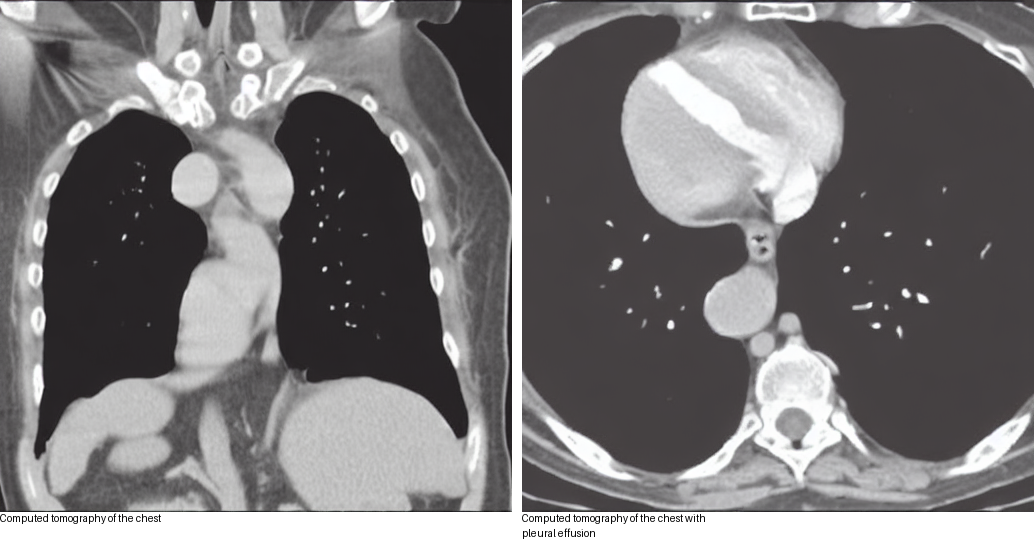 Computed tomography of the chest
Computed tomography of the chest with
pleural effusion